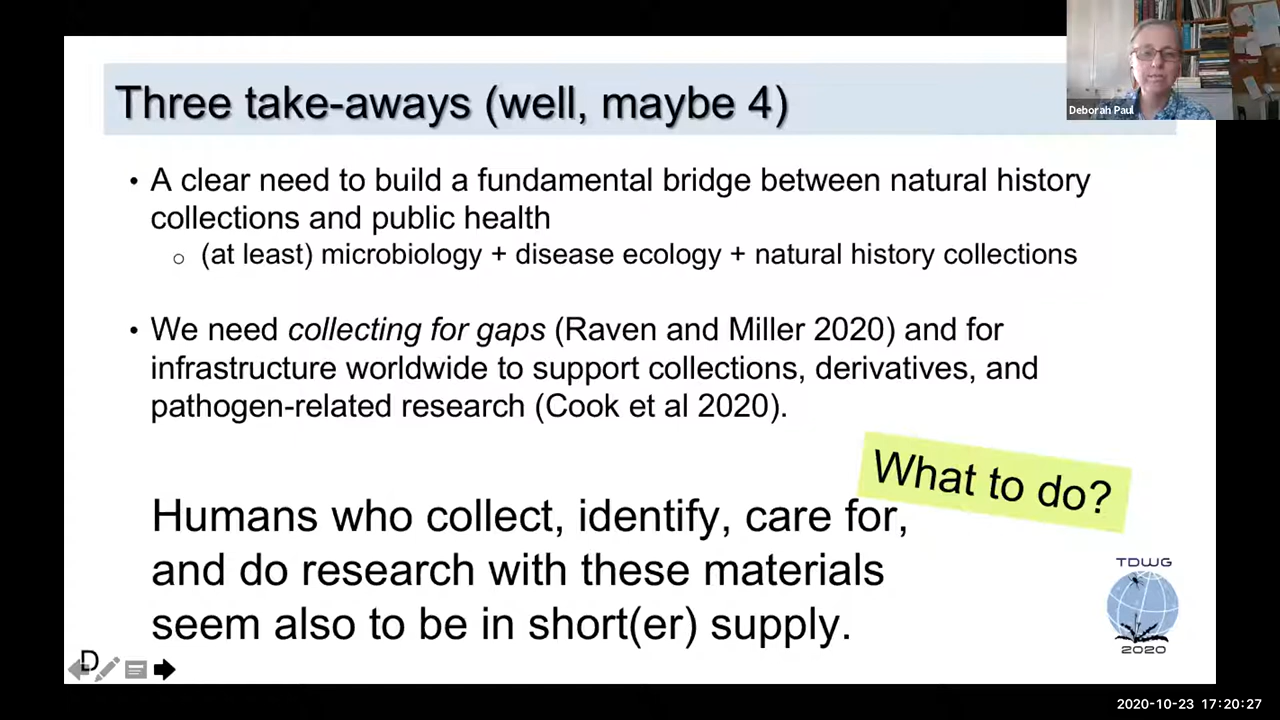 Three take-aways (well, maybe 4)
Deborah Paul
• A clear need to build a fundamental bridge between natural history
collections and public health
○ (at least) microbiology + disease ecology + natural history collections
• We need collecting for gaps (Raven and Miller 2020) and for
infrastructure worldwide to support collections, derivatives, and
pathogen-related research (Cook et al 2020).
What to do?
Humans who collect, identify, care for,
and do research with these materials
seem also to be in short(er) supply.
TDWG
2020
D
2020-10-23 17:20:27